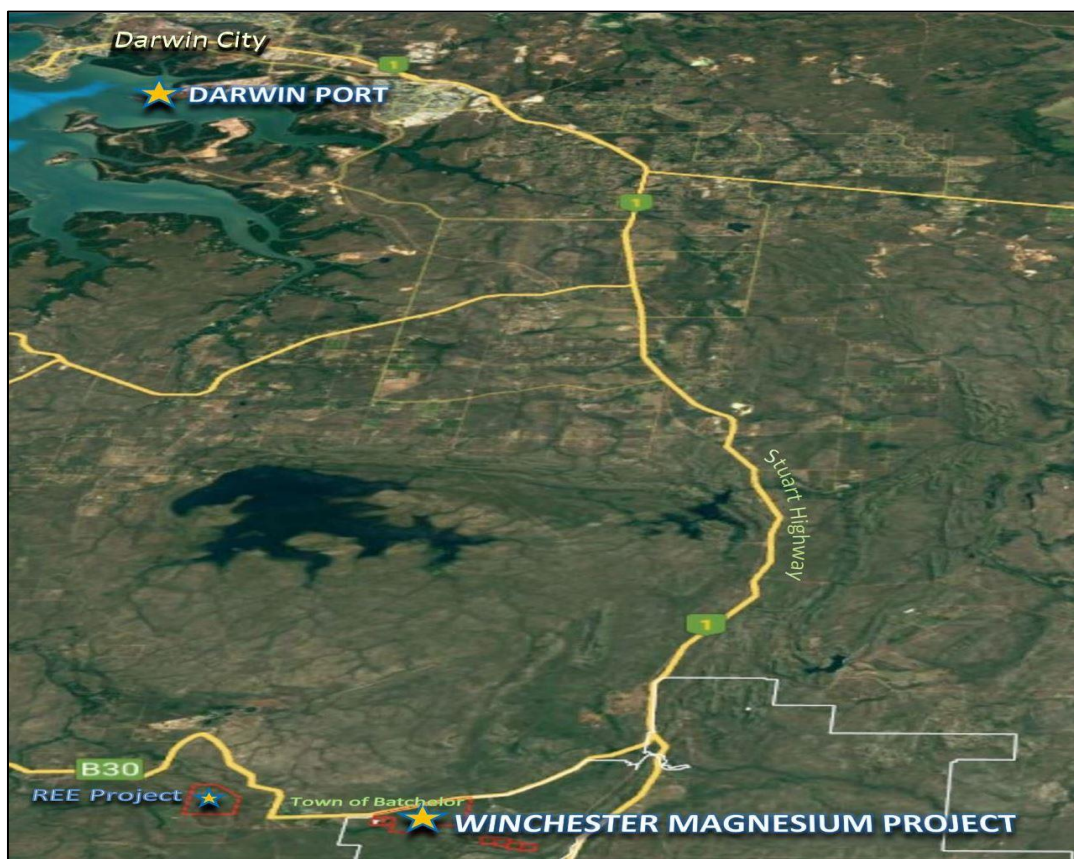 Darwin City
1
DARWIN PORT
1
Stuart Highway
1
B30
REE Project
Town of Batchelor
WINCHESTER MAGNESIUM PROJECT